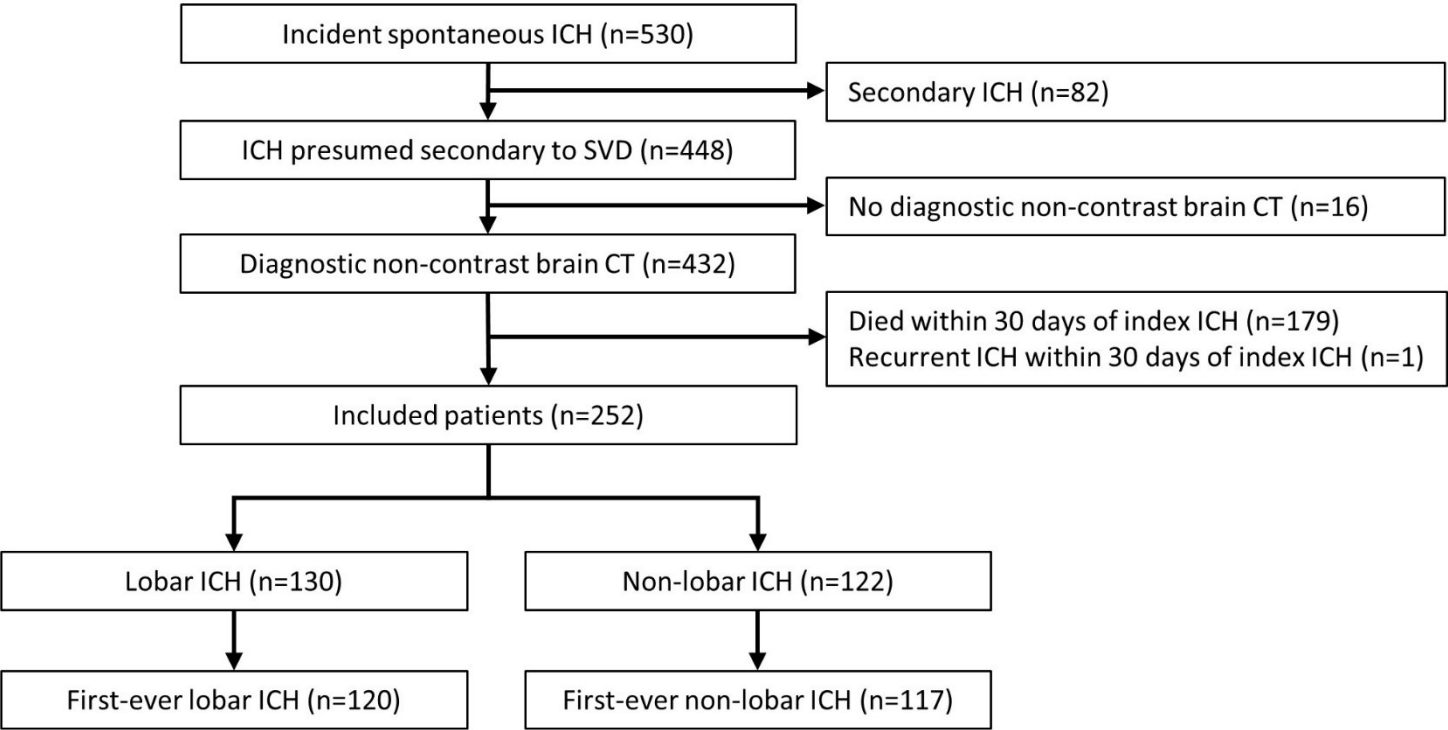 Incident spontaneous ICH (n=530)
Secondary ICH (n=82)
ICH presumed secondary to SVD (n=448)
No diagnostic non-contrast brain CT (n=16)
Diagnostic non-contrast brain CT (n=432)
Died within 30 days of index ICH (n=179)
Recurrent ICH within 30 days of index ICH (n=1)
Included patients (n=252)
Lobar ICH (n=130)
Non-lobar ICH (n=122)
First-ever lobar ICH (n=120)
First-ever non-lobar ICH (n=117)